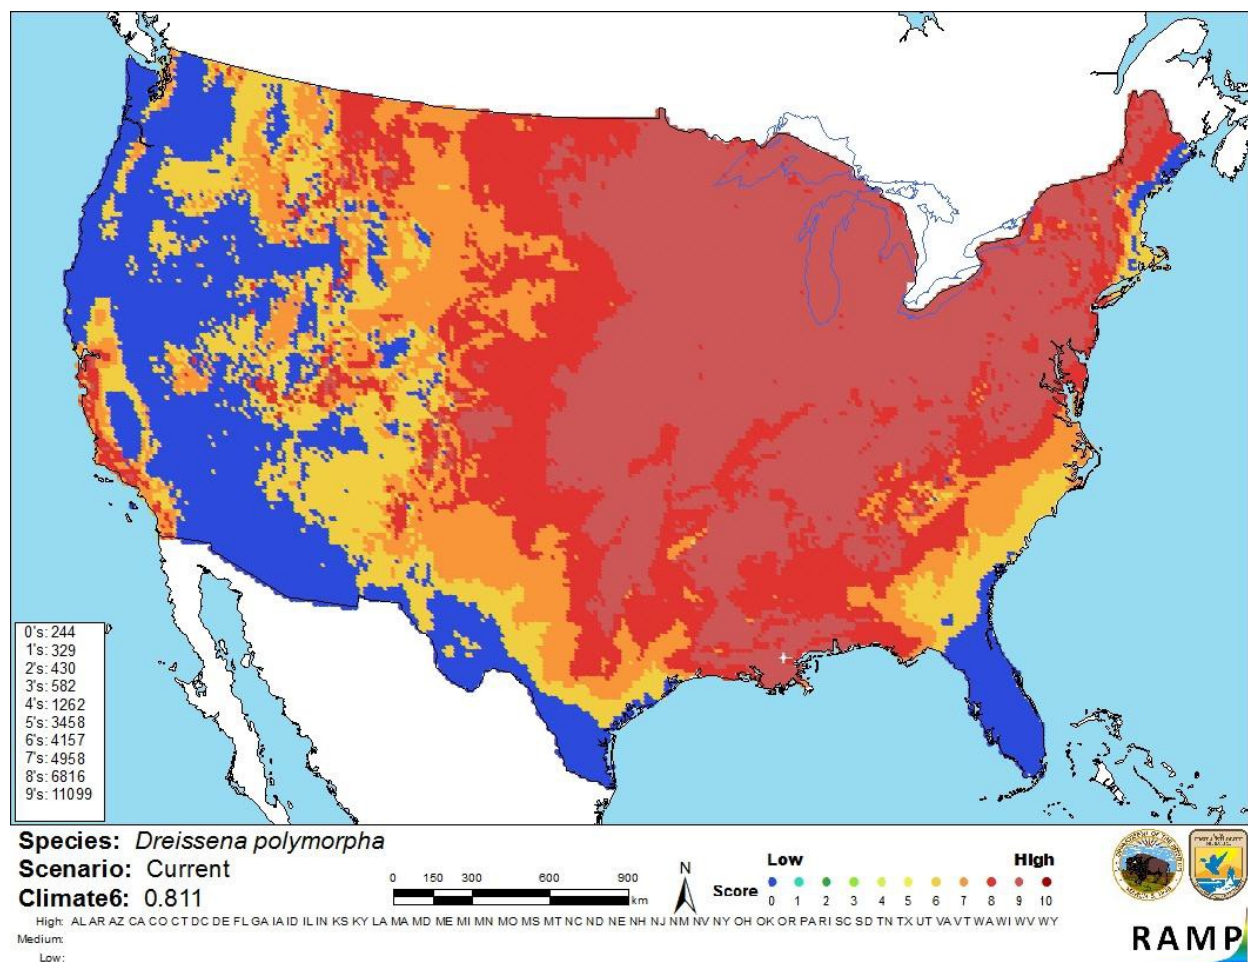 0's: 244
1's: 329
2's: 430
3's: 582
4's: 1262
5's: 3458
6's: 4157
7's: 4958
8's: 6816
9's: 11099
Species: Dreissena polymorpha
Scenario: Current
Climate6: 0.811
0 150 300 600 900
km
N
Low High
Score 0 1 2 3 4 5 6 7 8 9 10
High: AL AR AZ CA CO CT DC DE FL GA IA ID IL IN KS KY LA MA MD ME MI MN MO MS MT NC ND NE NH NJ NM NV NY OH OK OR PA RI SC SD TN TX UT VA VT WA WI WV WY
Medium:
Low:
RAMP